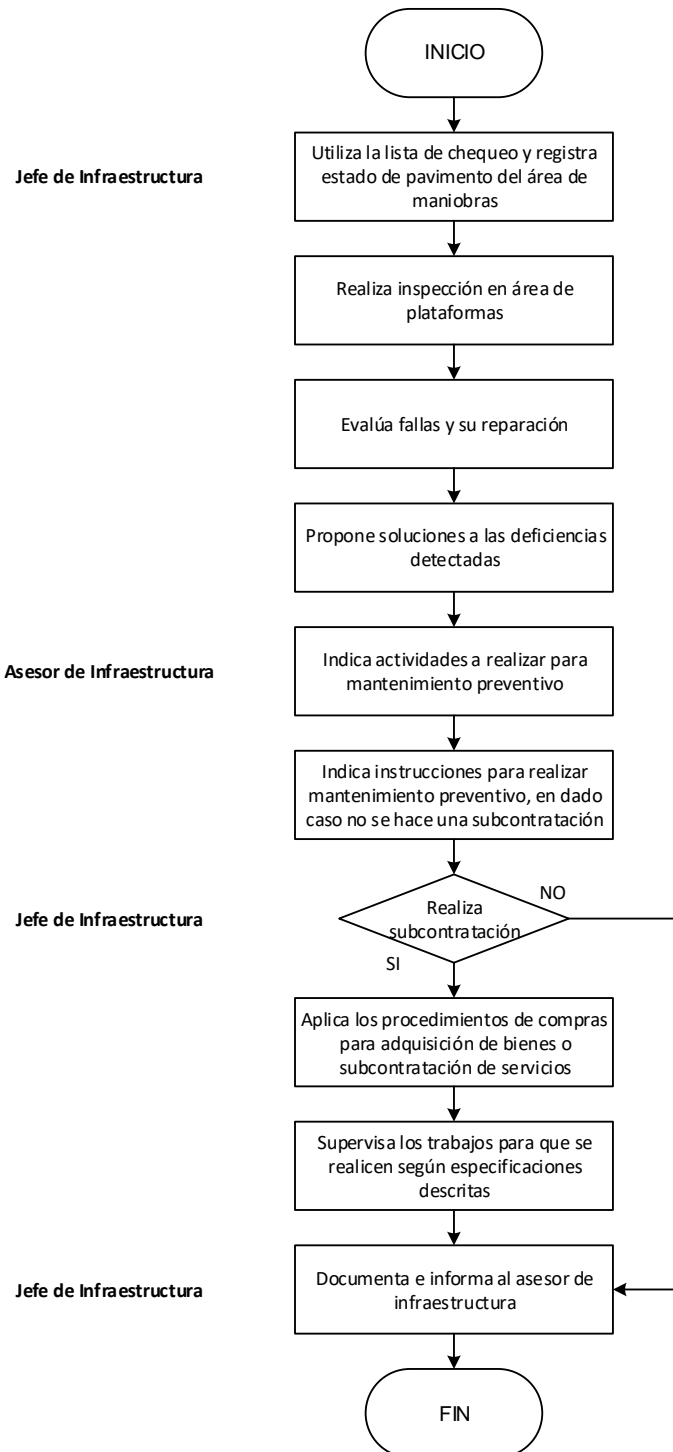 INICIO
Jefe de Infraestructura
Utiliza la lista de chequeo y registra
estado de pavimento del área de
maniobras
Realiza inspección en área de
plataformas
Evalúa fallas y su reparación
Propone soluciones a las deficiencias
detectadas
Asesor de Infraestructura
Indica actividades a realizar para
mantenimiento preventivo
Indica instrucciones para realizar
mantenimiento preventivo, en dado
caso no se hace una subcontratación
Jefe de Infraestructura
Realiza
subcontratación
NO
SI
Aplica los procedimientos de compras
para adquisición de bienes o
subcontratación de servicios
Supervisa los trabajos para que se
realicen según especificaciones
descritas
Jefe de Infraestructura
Documenta e informa al asesor de
infraestructura
FIN